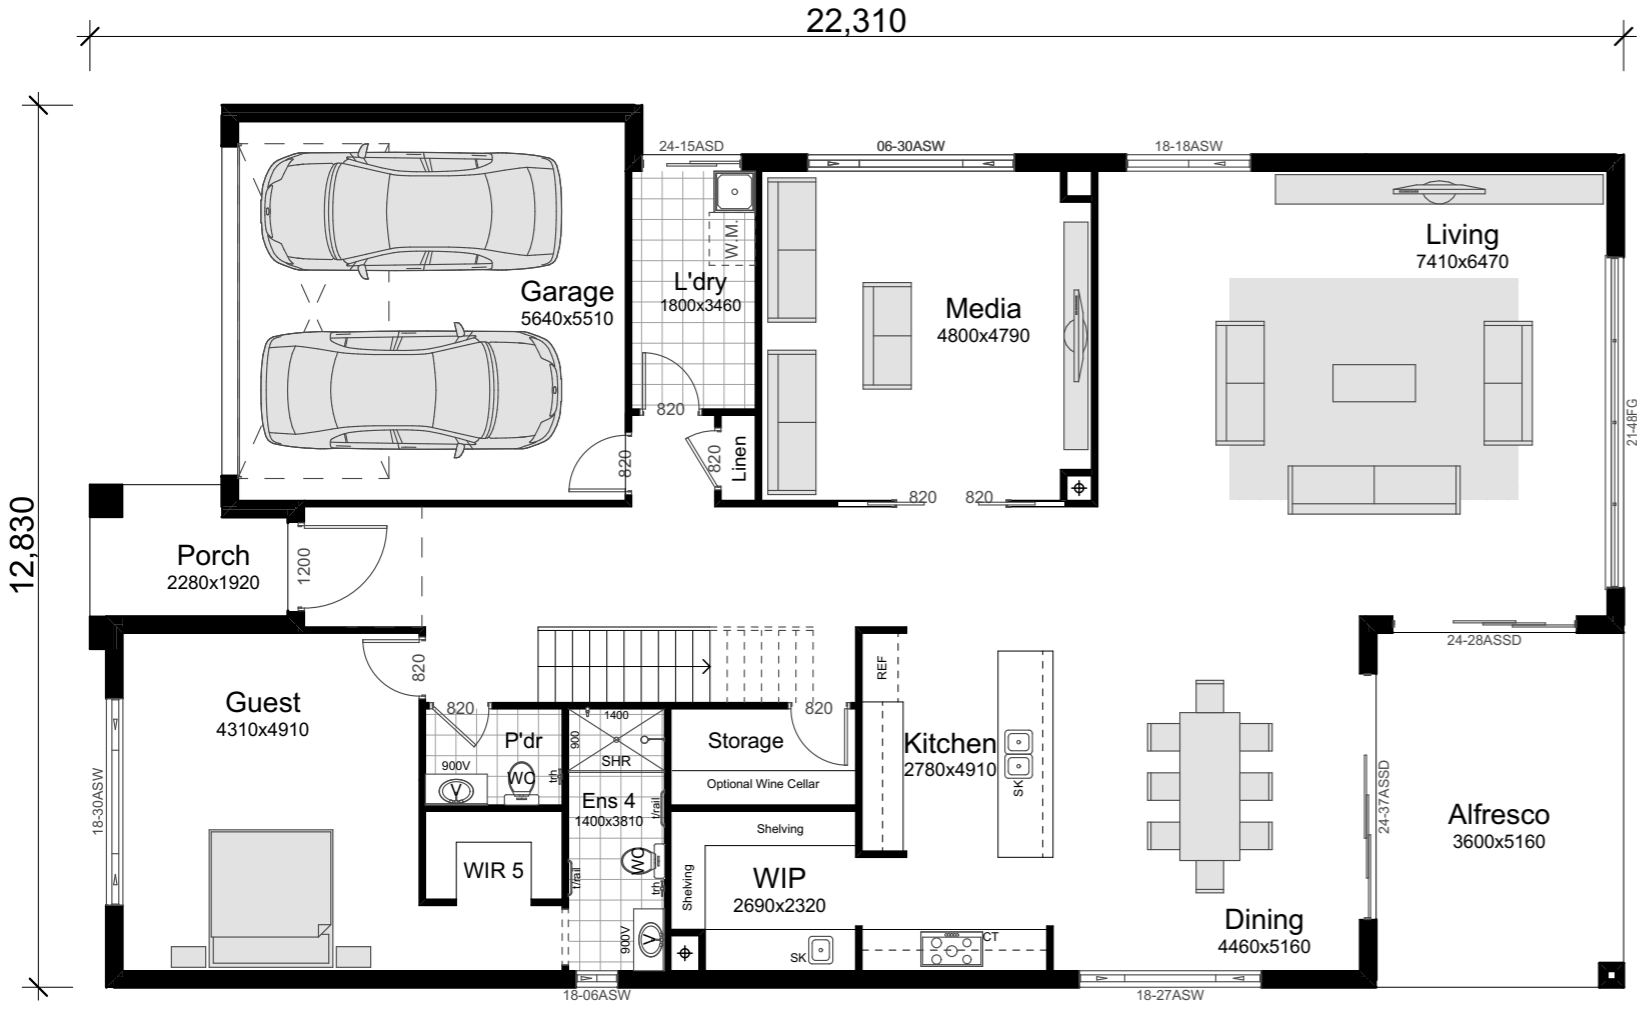 22,310
12,830
24-15ASD
06-30ASW
18-18ASW
Garage
5640x5510
L'dry
1800x3460
W.M.
820
820
820
Linen
Media
4800x4790
820
820
Living
7410x6470
21-48FG
Porch
2280x1920
1200
24-28ASSD
Guest
4310x4910
18-30ASW
820
820
P'dr
900V
V
WC
trh
1400
900
SHR
Ens 4
1400x3810
t/rail
WC
trh
t/rail
900V
V
WIR 5
18-06ASW
820
Storage
Optional Wine Cellar
Shelving
Shelving
WIP
2690x2320
SK
REF
Kitchen
2780x4910
SK
CT
Dining
4460x5160
18-27ASW
24-37ASSD
Alfresco
3600x5160